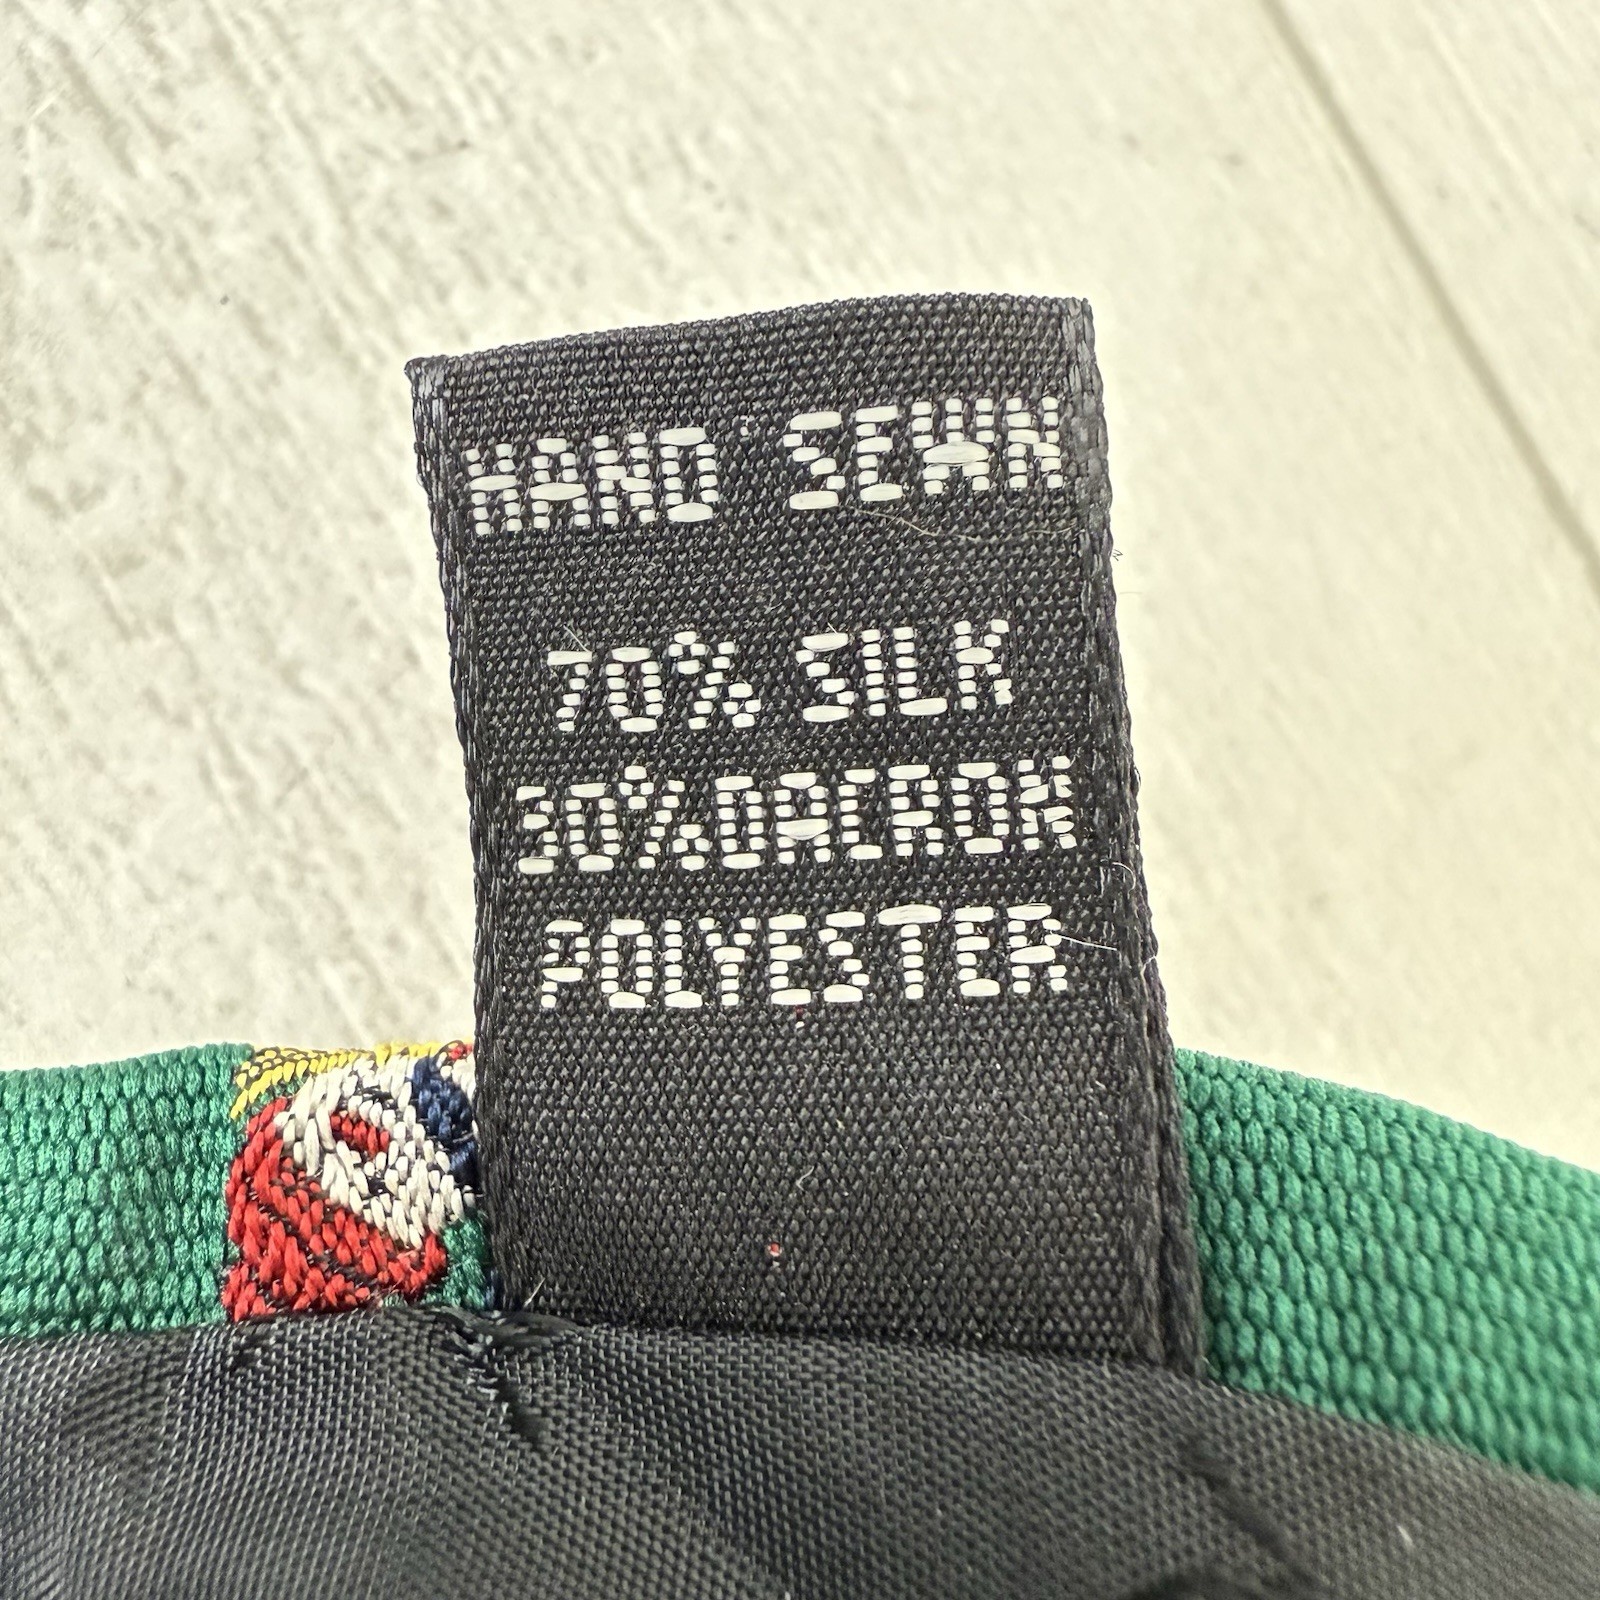 HAND SEWN
70% SILK
30% DACRON
POLYESTER